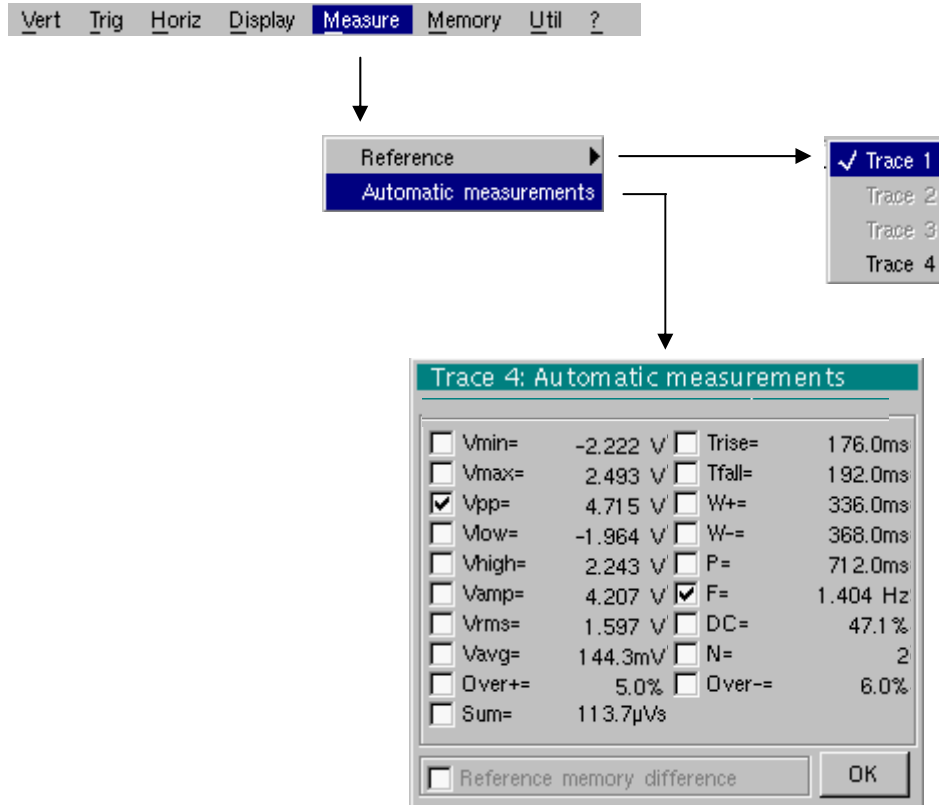 Vert Trig Horiz Display Measure Memory Util ?
Reference
Automatic measurements
Trace 1
Trace 2
Trace 3
Trace 4
Trace 4: Automatic measurements
Vmin= -2.222 V Trise= 176.0ms
Vmax= 2.493 V Tfall= 192.0ms
Vpp= 4.715 V W+= 336.0ms
Vlow= -1.964 V W-= 368.0ms
Vhigh= 2.243 V P= 712.0ms
Vamp= 4.207 V F= 1.404 Hz
Vrms= 1.597 V DC= 47.1%
Vavg= 144.3mV N= 2
Over+= 5.0% Over-= 6.0%
Sum= 113.7µVs
Reference memory difference OK